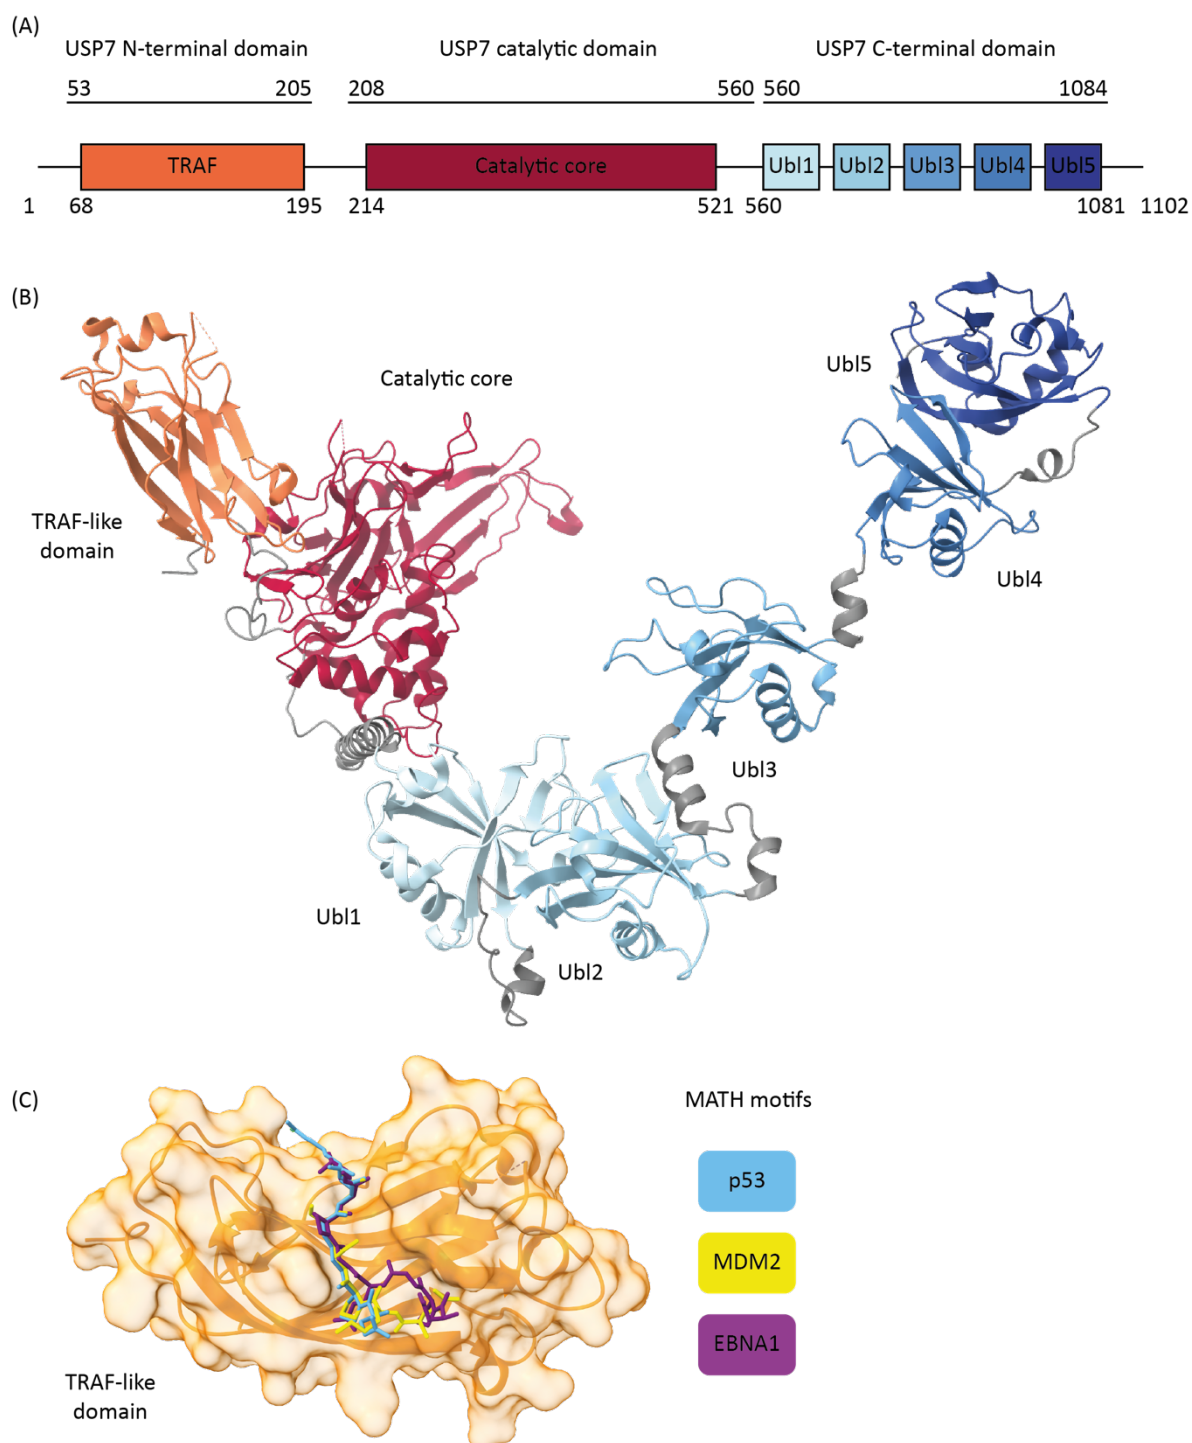 (A)
USP7 N-terminal domain USP7 catalytic domain USP7 C-terminal domain
53 205 208 560 560 1084
TRAF Catalytic core Ubl1 Ubl2 Ubl3 Ubl4 Ubl5
1 68 195 214 521 560 1081 1102
(B)
Ubl5
Catalytic core
TRAF-like
domain
Ubl4
Ubl3
Ubl1
Ubl2
(C)
MATH motifs
p53
MDM2
EBNA1
TRAF-like
domain